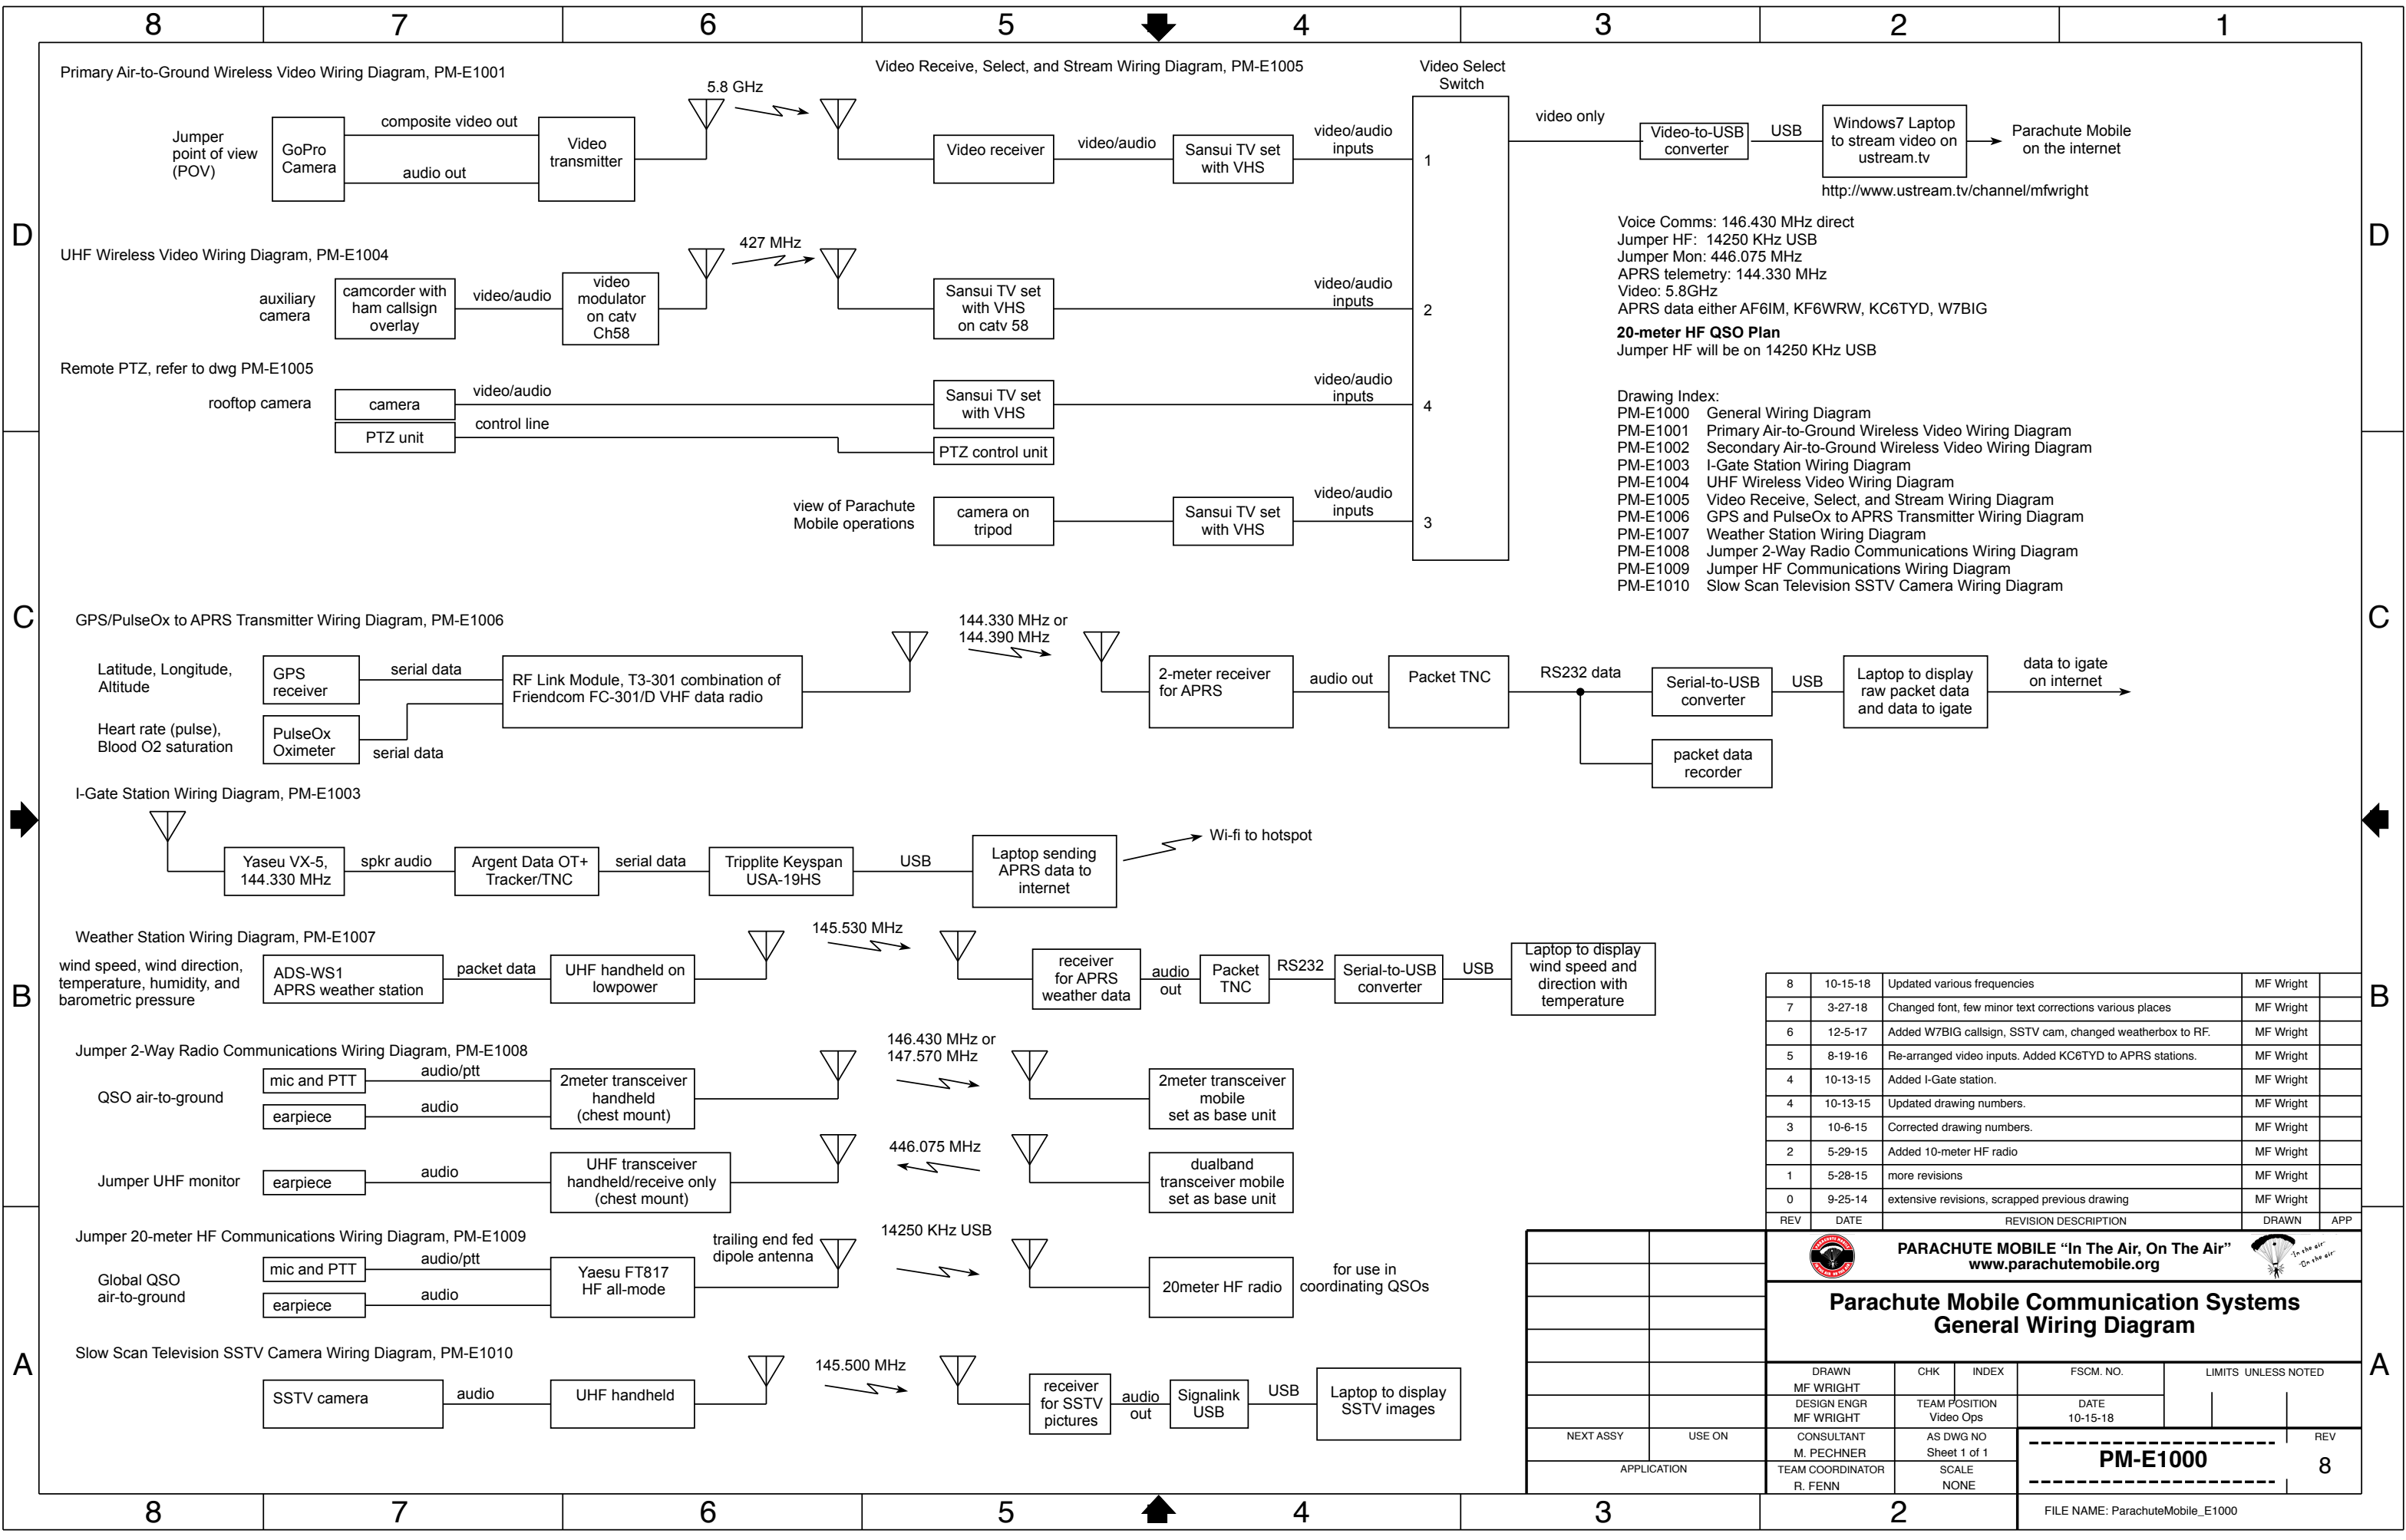 8 7 6 5 4 3 2 1
Primary Air-to-Ground Wireless Video Wiring Diagram, PM-E1001
Video Receive, Select, and Stream Wiring Diagram, PM-E1005
Video Select
Switch
5.8 GHz
Jumper
point of view
(POV)
GoPro
Camera
composite video out
audio out
Video
transmitter
Video receiver
video/audio
Sansui TV set
with VHS
video/audio
inputs
1
video only
Video-to-USB
converter
USB
Windows7 Laptop
to stream video on
ustream.tv
Parachute Mobile
on the internet
http://www.ustream.tv/channel/mfwright
D
D
UHF Wireless Video Wiring Diagram, PM-E1004
427 MHz
auxiliary
camera
camcorder with
ham callsign
overlay
video/audio
video
modulator
on catv
Ch58
Sansui TV set
with VHS
on catv 58
video/audio
inputs
2
Voice Comms: 146.430 MHz direct
Jumper HF: 14250 KHz USB
Jumper Mon: 446.075 MHz
APRS telemetry: 144.330 MHz
Video: 5.8GHz
APRS data either AF6IM, KF6WRW, KC6TYD, W7BIG
20-meter HF QSO Plan
Jumper HF will be on 14250 KHz USB
Remote PTZ, refer to dwg PM-E1005
rooftop camera
camera
video/audio
PTZ unit
control line
Sansui TV set
with VHS
PTZ control unit
video/audio
inputs
4
view of Parachute
Mobile operations
camera on
tripod
Sansui TV set
with VHS
video/audio
inputs
3
Drawing Index:
PM-E1000 General Wiring Diagram
PM-E1001 Primary Air-to-Ground Wireless Video Wiring Diagram
PM-E1002 Secondary Air-to-Ground Wireless Video Wiring Diagram
PM-E1003 I-Gate Station Wiring Diagram
PM-E1004 UHF Wireless Video Wiring Diagram
PM-E1005 Video Receive, Select, and Stream Wiring Diagram
PM-E1006 GPS and PulseOx to APRS Transmitter Wiring Diagram
PM-E1007 Weather Station Wiring Diagram
PM-E1008 Jumper 2-Way Radio Communications Wiring Diagram
PM-E1009 Jumper HF Communications Wiring Diagram
PM-E1010 Slow Scan Television SSTV Camera Wiring Diagram
C
C
GPS/PulseOx to APRS Transmitter Wiring Diagram, PM-E1006
144.330 MHz or
144.390 MHz
Latitude, Longitude,
Altitude
GPS
receiver
serial data
Heart rate (pulse),
Blood O2 saturation
PulseOx
Oximeter
serial data
RF Link Module, T3-301 combination of
Friendcom FC-301/D VHF data radio
2-meter receiver
for APRS
audio out
Packet TNC
RS232 data
Serial-to-USB
converter
USB
Laptop to display
raw packet data
and data to igate
data to igate
on internet
packet data
recorder
I-Gate Station Wiring Diagram, PM-E1003
Yaseu VX-5,
144.330 MHz
spkr audio
Argent Data OT+
Tracker/TNC
serial data
Tripplite Keyspan
USA-19HS
USB
Laptop sending
APRS data to
internet
Wi-fi to hotspot
B
B
Weather Station Wiring Diagram, PM-E1007
145.530 MHz
wind speed, wind direction,
temperature, humidity, and
barometric pressure
ADS-WS1
APRS weather station
packet data
UHF handheld on
lowpower
receiver
for APRS
weather data
audio
out
Packet
TNC
RS232
Serial-to-USB
converter
USB
Laptop to display
wind speed and
direction with
temperature
Jumper 2-Way Radio Communications Wiring Diagram, PM-E1008
146.430 MHz or
147.570 MHz
QSO air-to-ground
mic and PTT
audio/ptt
earpiece
audio
2meter transceiver
handheld
(chest mount)
2meter transceiver
mobile
set as base unit
446.075 MHz
Jumper UHF monitor
earpiece
audio
UHF transceiver
handheld/receive only
(chest mount)
dualband
transceiver mobile
set as base unit
8 10-15-18 Updated various frequencies MF Wright
7 3-27-18 Changed font, few minor text corrections various places MF Wright
6 12-5-17 Added W7BIG callsign, SSTV cam, changed weatherbox to RF. MF Wright
5 8-19-16 Re-arranged video inputs. Added KC6TYD to APRS stations. MF Wright
4 10-13-15 Added I-Gate station. MF Wright
4 10-13-15 Updated drawing numbers. MF Wright
3 10-6-15 Corrected drawing numbers. MF Wright
2 5-29-15 Added 10-meter HF radio MF Wright
1 5-28-15 more revisions MF Wright
0 9-25-14 extensive revisions, scrapped previous drawing MF Wright
REV DATE REVISION DESCRIPTION DRAWN APP
Jumper 20-meter HF Communications Wiring Diagram, PM-E1009
trailing end fed
dipole antenna
14250 KHz USB
Global QSO
air-to-ground
mic and PTT
audio/ptt
earpiece
audio
Yaesu FT817
HF all-mode
20meter HF radio
for use in
coordinating QSOs
A
A
Slow Scan Television SSTV Camera Wiring Diagram, PM-E1010
145.500 MHz
SSTV camera
audio
UHF handheld
receiver
for SSTV
pictures
audio
out
Signalink
USB
USB
Laptop to display
SSTV images
PARACHUTE MOBILE
PARACHUTE MOBILE “In The Air, On The Air”
www.parachutemobile.org
"In the air-
"On the air-
Parachute Mobile Communication Systems
General Wiring Diagram
DRAWN
MF WRIGHT
CHK INDEX FSCM. NO. LIMITS UNLESS NOTED
DESIGN ENGR
MF WRIGHT
TEAM POSITION
Video Ops
DATE
10-15-18
CONSULTANT
M. PECHNER
AS DWG NO
Sheet 1 of 1
TEAM COORDINATOR
R. FENN
SCALE
NONE
PM-E1000
REV
8
NEXT ASSY USE ON
APPLICATION
FILE NAME: ParachuteMobile_E1000
8 7 6 5 4 3 2